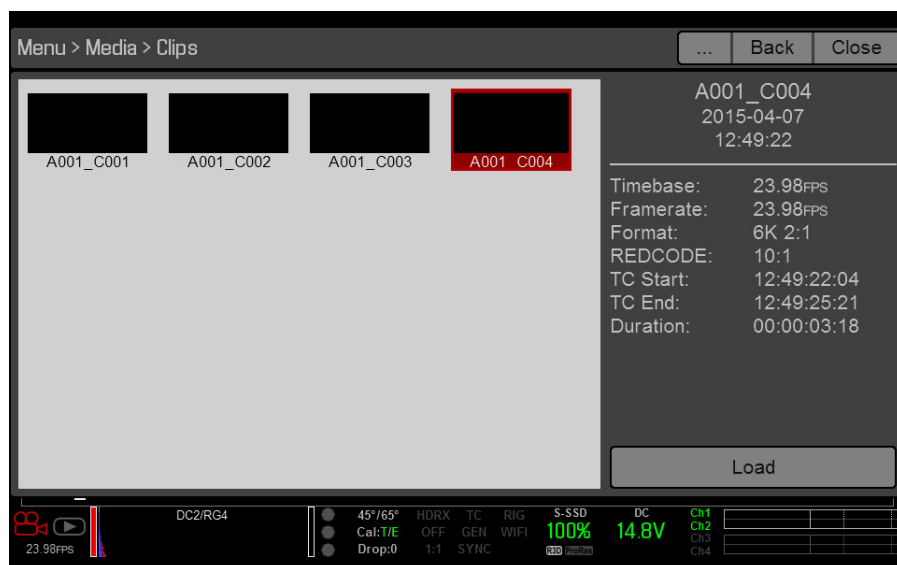 Menu > Media > Clips ... Back Close
A001_C001 A001_C002 A001_C003 A001_C004
A001_C004
2015-04-07
12:49:22
Timebase: 23.98FPS
Framerate: 23.98FPS
Format: 6K 2:1
REDCODE: 10:1
TC Start: 12:49:22:04
TC End: 12:49:25:21
Duration: 00:00:03:18
Load
DC2/RG4 45°/65° HDRX TC RIG S-SSD DC Ch1
Cal:T/E OFF GEN WIFI 100% 14.8V Ch2
23.98FPS Drop:0 1:1 SYNC R3D ProRes Ch3
Ch4